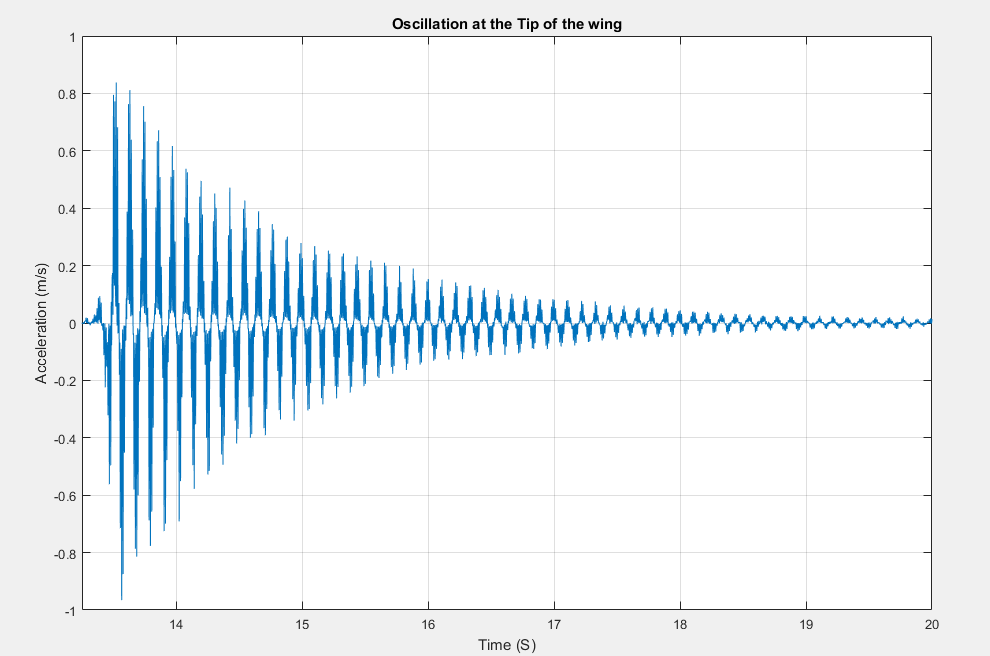 Oscillation at the Tip of the wing
1
0.8
0.6
0.4
0.2
0
-0.2
-0.4
-0.6
-0.8
-1
Acceleration (m/s)
14 15 16 17 18 19 20
Time (S)